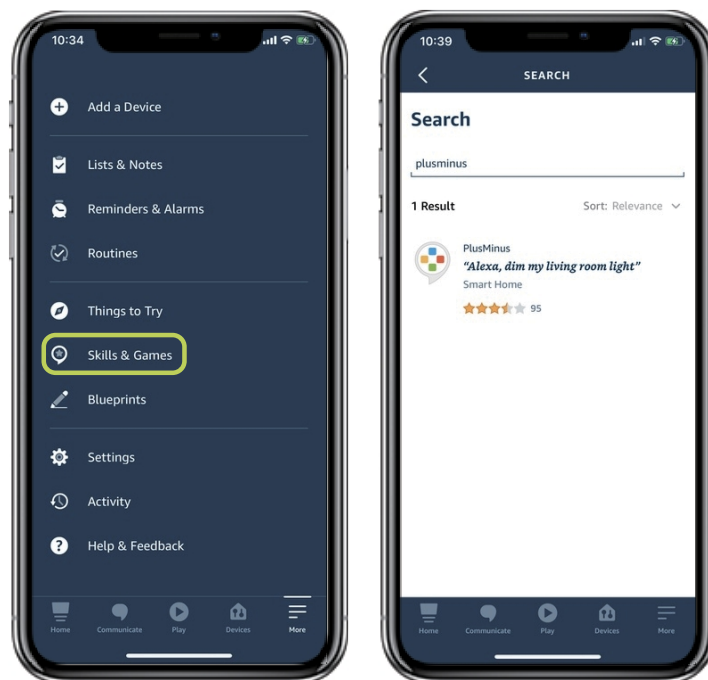 10:34
Add a Device
Lists & Notes
Reminders & Alarms
Routines
Things to Try
Skills & Games
Blueprints
Settings
Activity
Help & Feedback
Home Communicate Play Devices More
10:39
SEARCH
Search
plusminus
1 Result Sort: Relevance
PlusMinus
“Alexa, dim my living room light”
Smart Home
95
Home Communicate Play Devices More